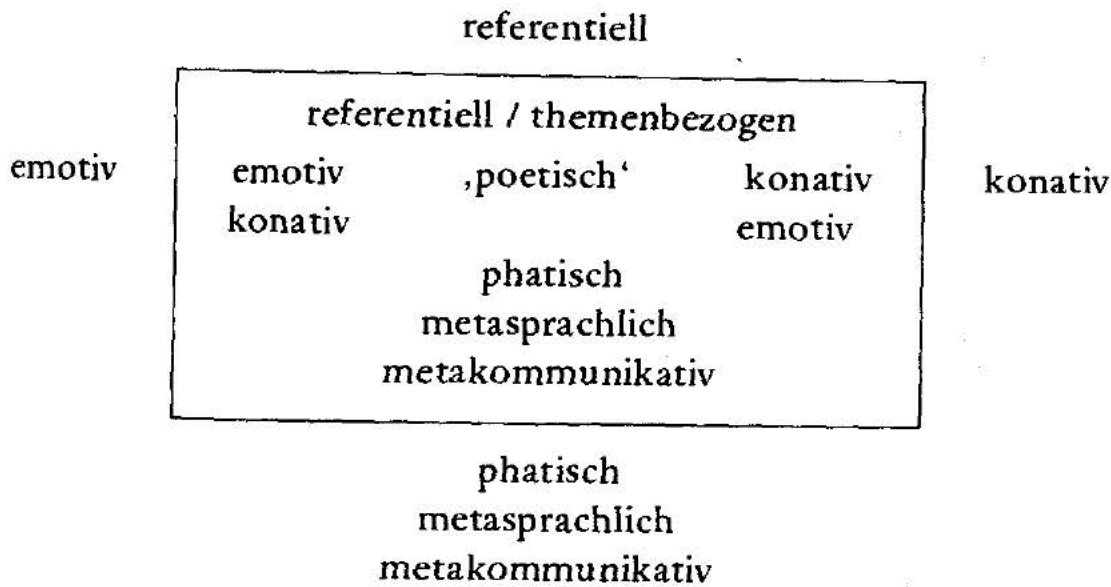 referentiell
referentiell / themenbezogen
emotiv emotiv ‚poetisch‘ konativ konativ
konativ emotiv
phatisch
metasprachlich
metakommunikativ
phatisch
metasprachlich
metakommunikativ